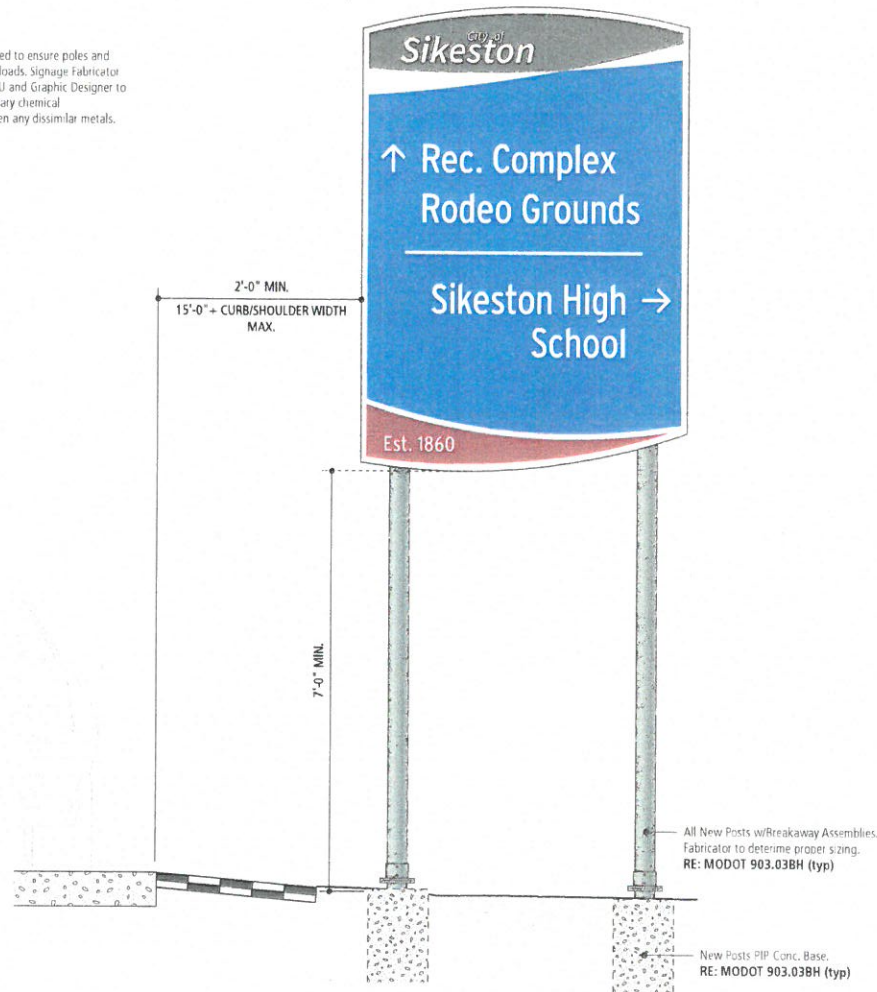 ed to ensure poles and
loads. Signage Fabricator
U and Graphic Designer to
ary chemical
en any dissimilar metals.
City of
Sikeston
↑ Rec. Complex
Rodeo Grounds
Sikeston High →
School
Est. 1860
2'-0" MIN.
15'-0"+ CURB/SHOULDER WIDTH
MAX.
7'-0" MIN.
All New Posts w/Breakaway Assemblies.
Fabricator to deterime proper sizing.
RE: MODOT 903.03BH (typ)
New Posts PIP Conc. Base.
RE: MODOT 903.03BH (typ)